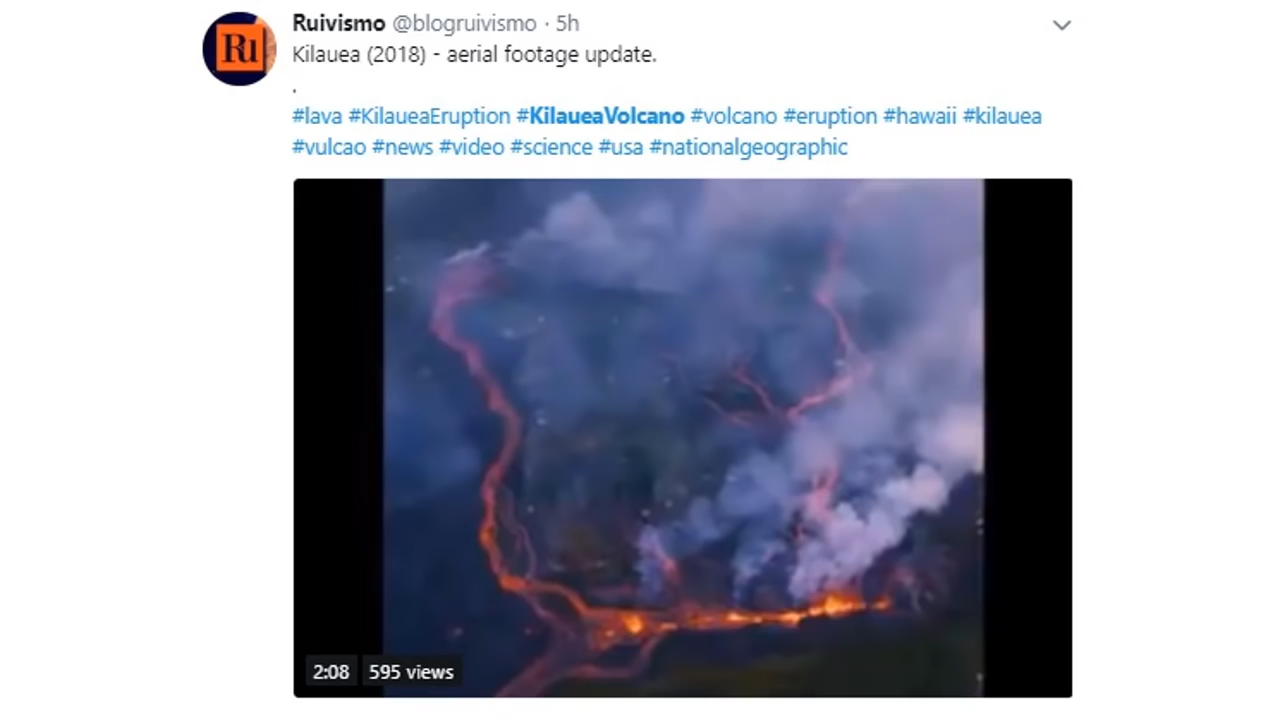 Ru
Ruivismo @blogruivismo · 5h
Kilauea (2018) - aerial footage update.
.
#lava #KilaueaEruption #KilaueaVolcano #volcano #eruption #hawaii #kilauea
#vulcao #news #video #science #usa #nationalgeographic
2:08 595 views